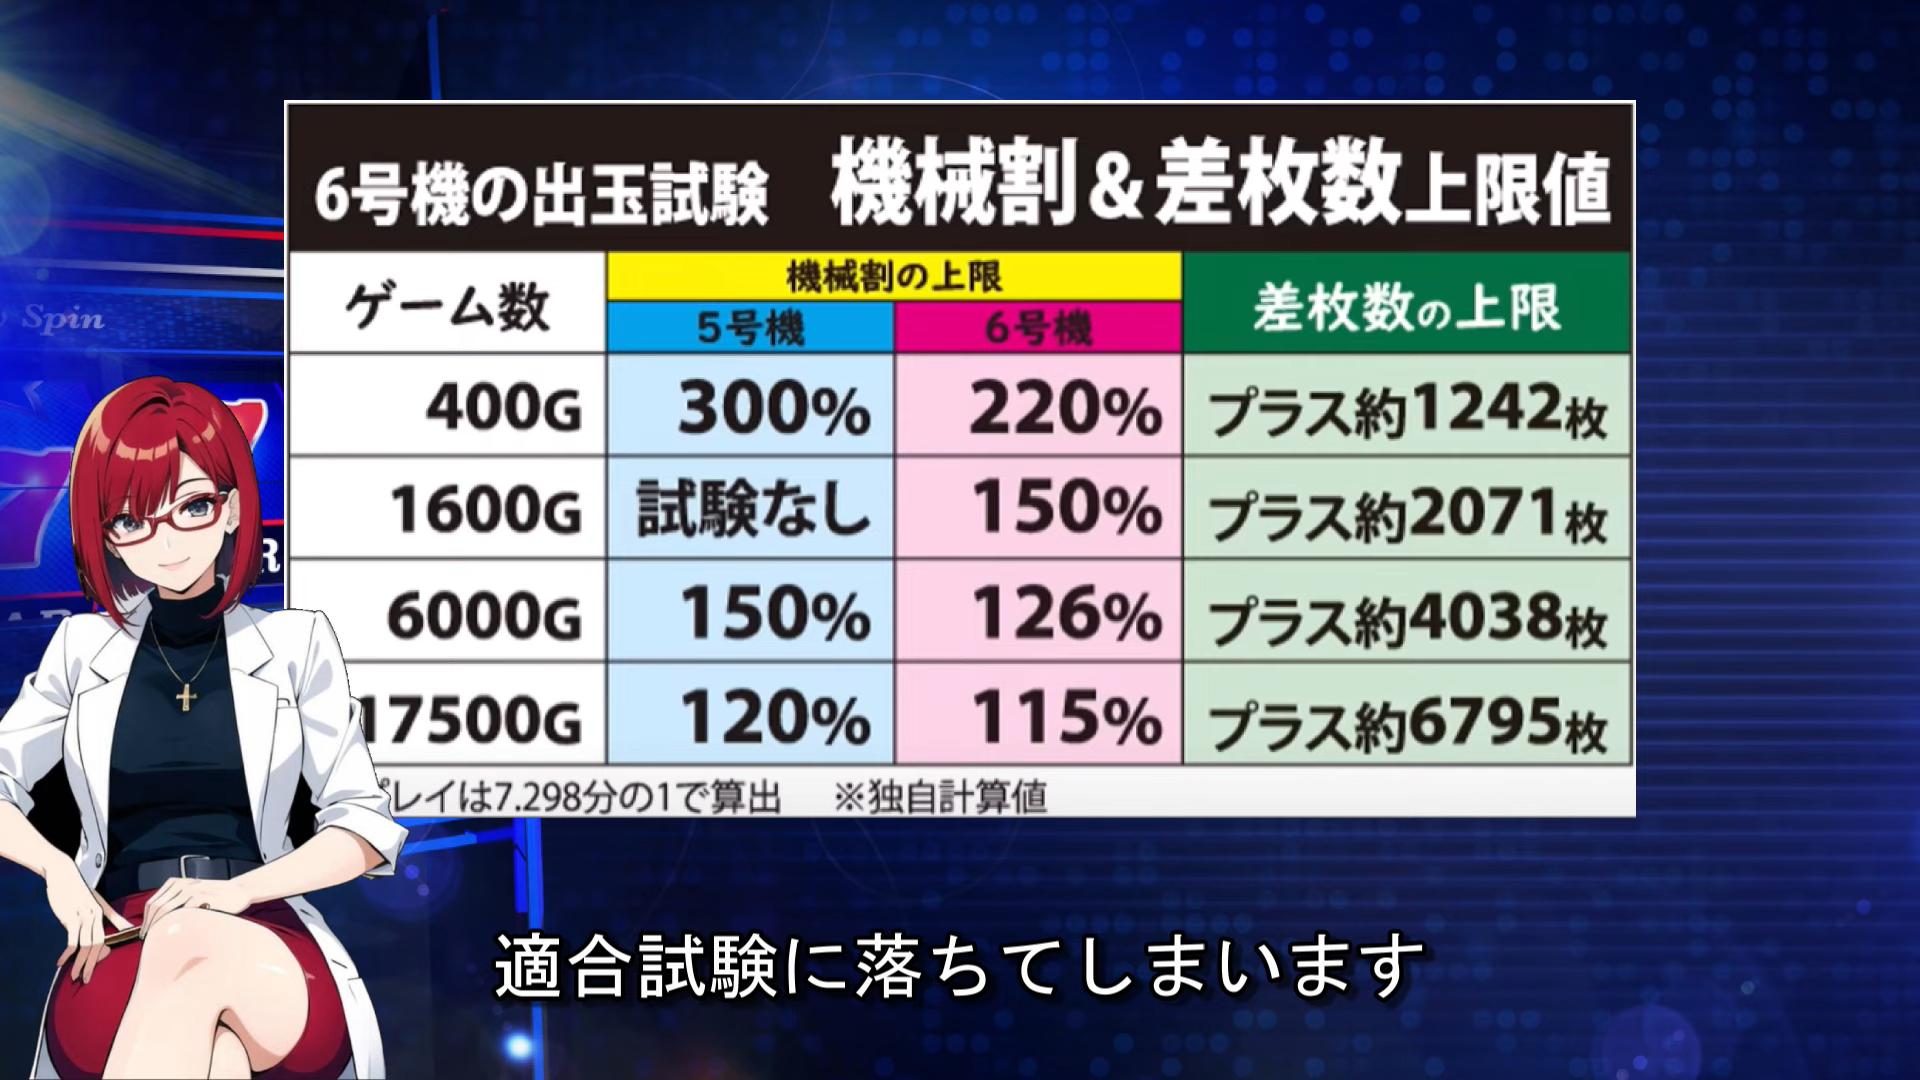 6号機の出玉試験 機械割&差枚数上限値
ゲーム数 機械割の上限 差枚数の上限
5号機 6号機
400G 300% 220% プラス約1242枚
1600G 試験なし 150% プラス約2071枚
6000G 150% 126% プラス約4038枚
17500G 120% 115% プラス約6795枚
プレイは7.298分の1で算出 ※独自計算値
Spin
適合試験に落ちてしまいます